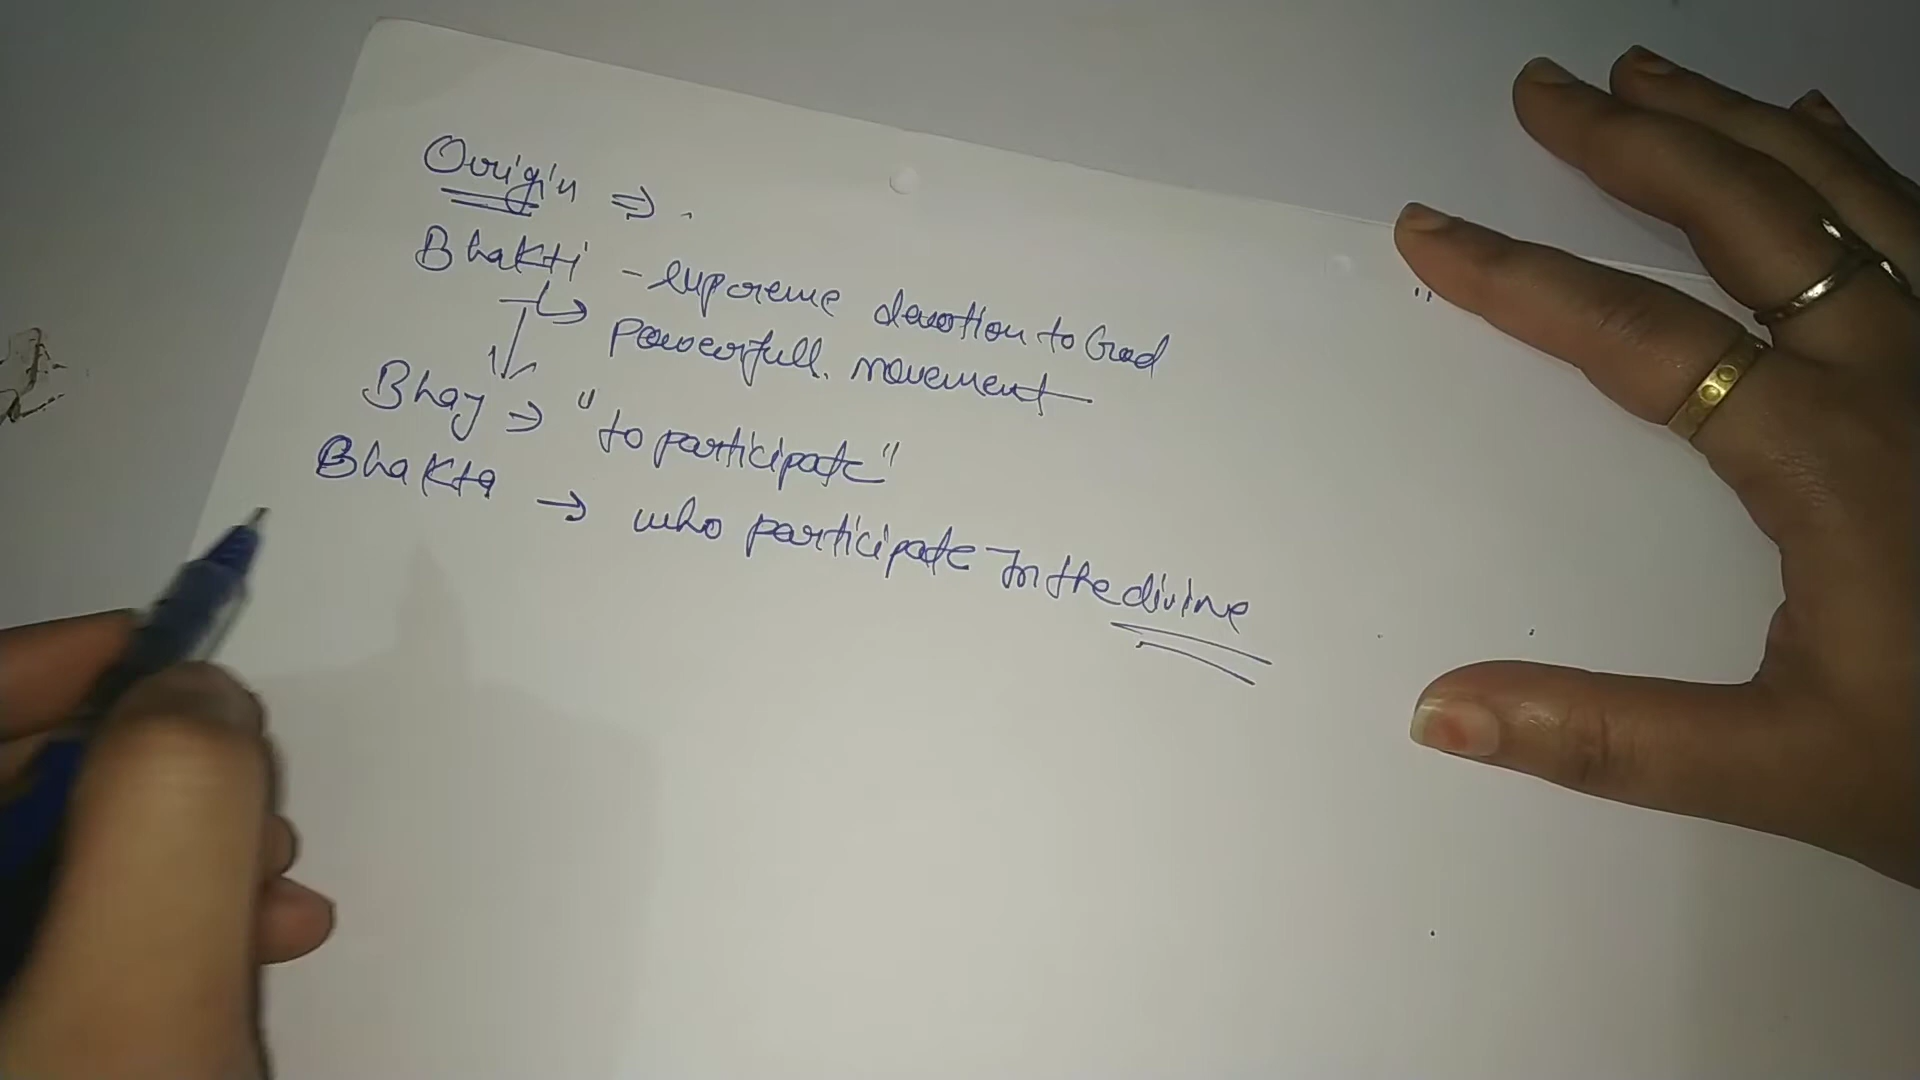 Origin ⇒
Bhakti - supreme devotion to God
↳ Powerfull. movement
Bhaj ⇒ "to participate"
Bhakta → who participate In the divine